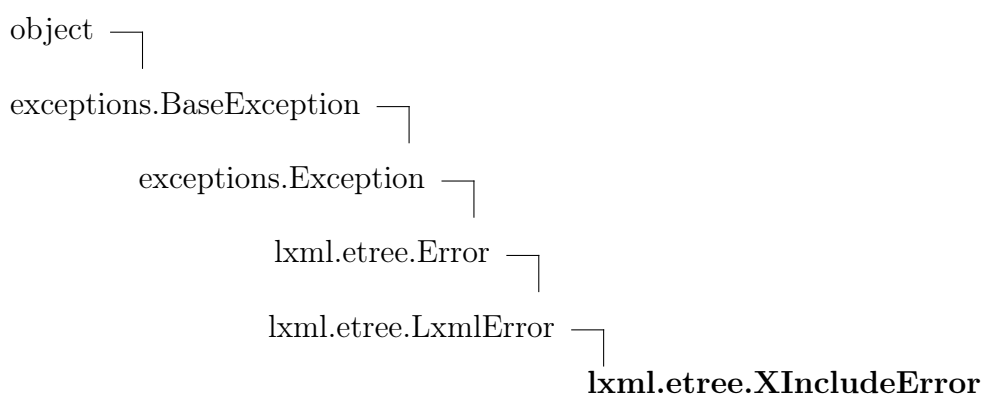 object
exceptions.BaseException
exceptions.Exception
lxml.etree.Error
lxml.etree.LxmlError
lxml.etree.XIncludeError